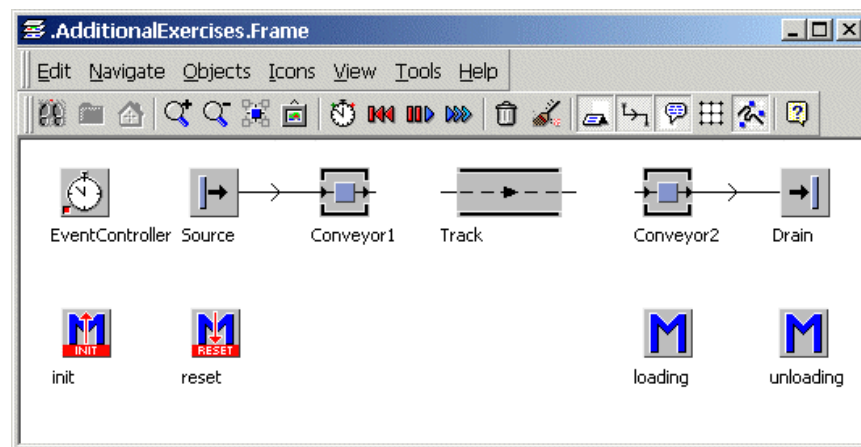 .AdditionalExercises.Frame
Edit Navigate Objects Icons View Tools Help
EventController Source Conveyor1 Track Conveyor2 Drain
M INIT M RESET M M
init reset loading unloading